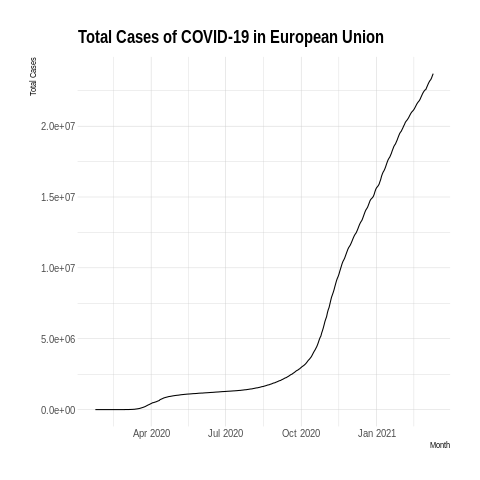 Total Cases of COVID-19 in European Union
Total Cases
2.0e+07
1.5e+07
1.0e+07
5.0e+06
0.0e+00
Apr 2020 Jul 2020 Oct 2020 Jan 2021
Month